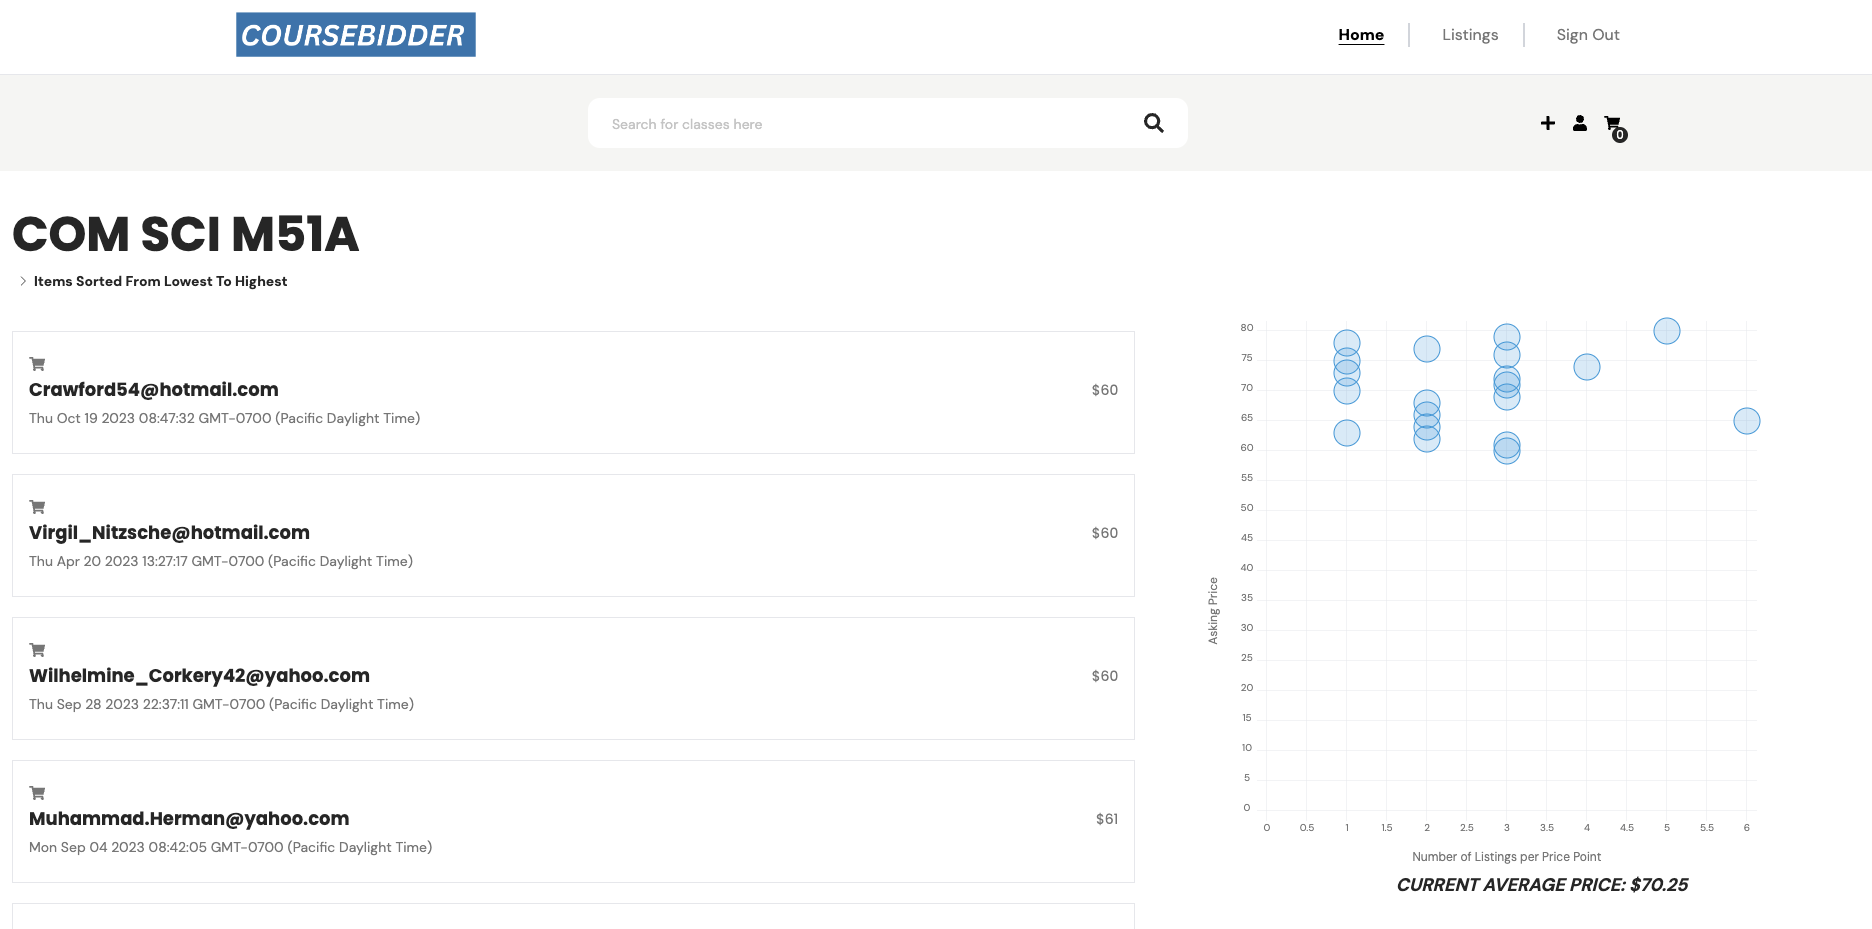 COURSEBIDDER
Home
Listings
Sign Out
Search for classes here
0
COM SCI M51A
Items Sorted From Lowest To Highest
Crawford54@hotmail.com
$60
Thu Oct 19 2023 08:47:32 GMT-0700 (Pacific Daylight Time)
Virgil_Nitzsche@hotmail.com
$60
Thu Apr 20 2023 13:27:17 GMT-0700 (Pacific Daylight Time)
Wilhelmine_Corkery42@yahoo.com
$60
Thu Sep 28 2023 22:37:11 GMT-0700 (Pacific Daylight Time)
Muhammad.Herman@yahoo.com
$61
Mon Sep 04 2023 08:42:05 GMT-0700 (Pacific Daylight Time)
80
75
70
65
60
55
50
45
40
35
30
25
20
15
10
5
0
Asking Price
0 0.5 1 1.5 2 2.5 3 3.5 4 4.5 5 5.5 6
Number of Listings per Price Point
CURRENT AVERAGE PRICE: $70.25